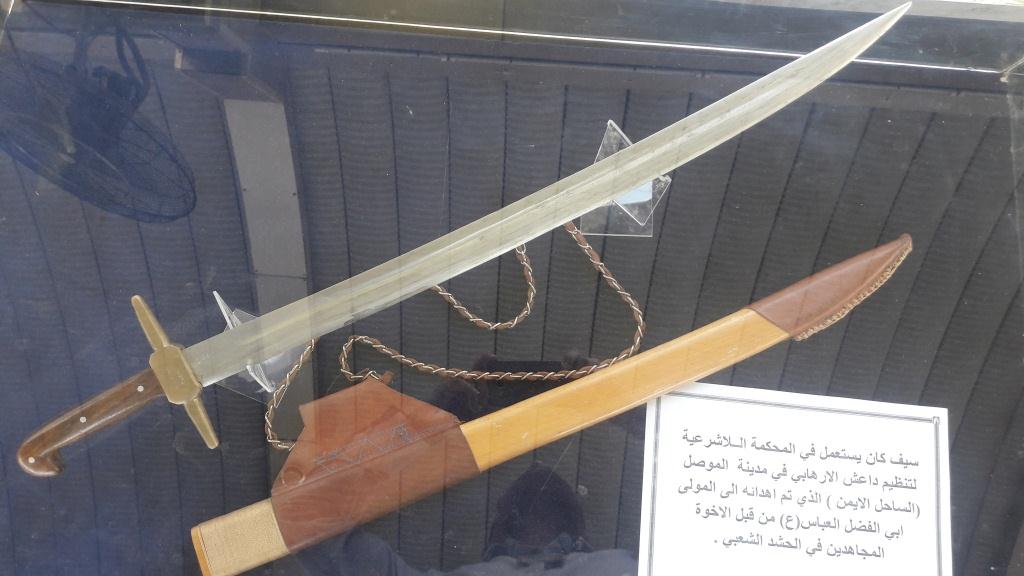 سيف كان يستعمل في المحكمة الـلاشرعية
لتنظيم داعش الارهابي في مدينة الموصل
(الساحل الايمن ) الذي تم اهدائه الى المولى
ابي الفضل العباس(ع) من قبل الاخوة
المجاهدين في الحشد الشعبي .